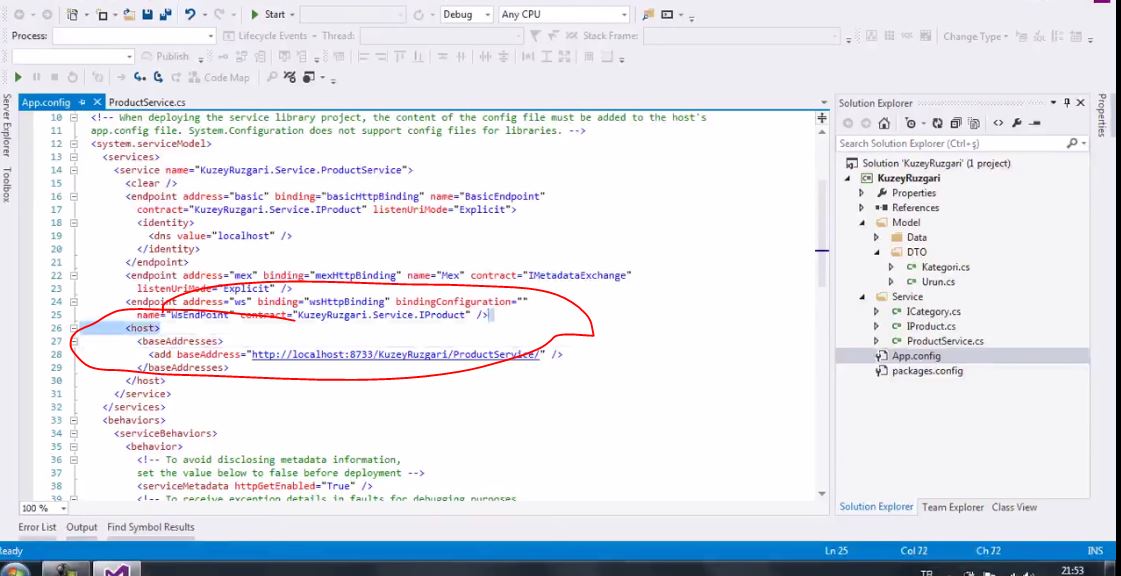 Start
Debug
Any CPU
Process:
Lifecycle Events
Thread:
Stack Frame:
Change Type
Publish
Code Map
Server Explorer
Toolbox
App.config
ProductService.cs
10 <!-- When deploying the service library project, the content of the config file must be added to the host's
11 app.config file. System.Configuration does not support config files for libraries. -->
12 <system.serviceModel>
13 <services>
14 <service name="KuzeyRuzgari.Service.ProductService">
15 <clear />
16 <endpoint address="basic" binding="basicHttpBinding" name="BasicEndpoint"
17 contract="KuzeyRuzgari.Service.IProduct" listenUriMode="Explicit">
18 <identity>
19 <dns value="localhost" />
20 </identity>
21 </endpoint>
22 <endpoint address="mex" binding="mexHttpBinding" name="Mex" contract="IMetadataExchange"
23 listenUriMode="Explicit" />
24 <endpoint address="ws" binding="wsHttpBinding" bindingConfiguration=""
25 name="WsEndPoint" contract="KuzeyRuzgari.Service.IProduct" />
26 <host>
27 <baseAddresses>
28 <add baseAddress="http://localhost:8733/KuzeyRuzgari/ProductService/" />
29 </baseAddresses>
30 </host>
31 </service>
32 </services>
33 <behaviors>
34 <serviceBehaviors>
35 <behavior>
36 <!-- To avoid disclosing metadata information,
37 set the value below to false before deployment -->
38 <serviceMetadata httpGetEnabled="True" />
39 <!-- To receive exception details in faults for debugging purposes
100 %
Error List
Output
Find Symbol Results
Solution Explorer
Search Solution Explorer (Ctrl+ş)
Solution 'KuzeyRuzgari' (1 project)
KuzeyRuzgari
Properties
References
Model
Data
DTO
Kategori.cs
Urun.cs
Service
ICategory.cs
IProduct.cs
ProductService.cs
App.config
packages.config
Solution Explorer
Team Explorer
Class View
Properties
Ready
Ln 25
Col 72
Ch 72
INS
TR
21:53